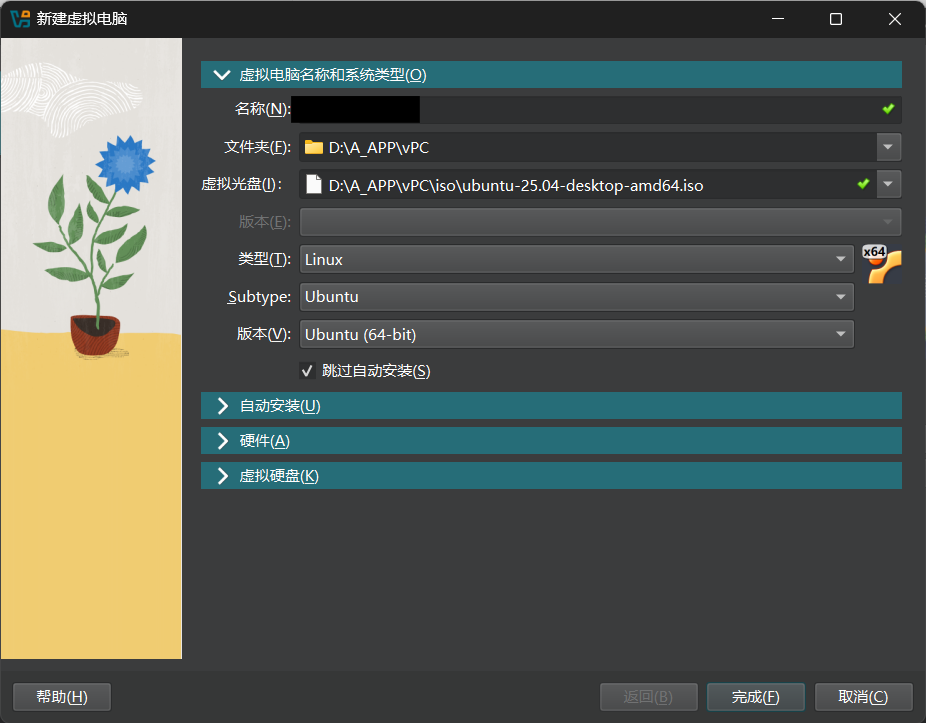 新建虚拟电脑
虚拟电脑名称和系统类型(O)
名称(N):
文件夹(F): D:\A_APP\vPC
虚拟光盘(I): D:\A_APP\vPC\iso\ubuntu-25.04-desktop-amd64.iso
版本(E):
类型(T): Linux
x64
Subtype: Ubuntu
版本(V): Ubuntu (64-bit)
跳过自动安装(S)
自动安装(U)
硬件(A)
虚拟硬盘(K)
帮助(H) 返回(B) 完成(F) 取消(C)